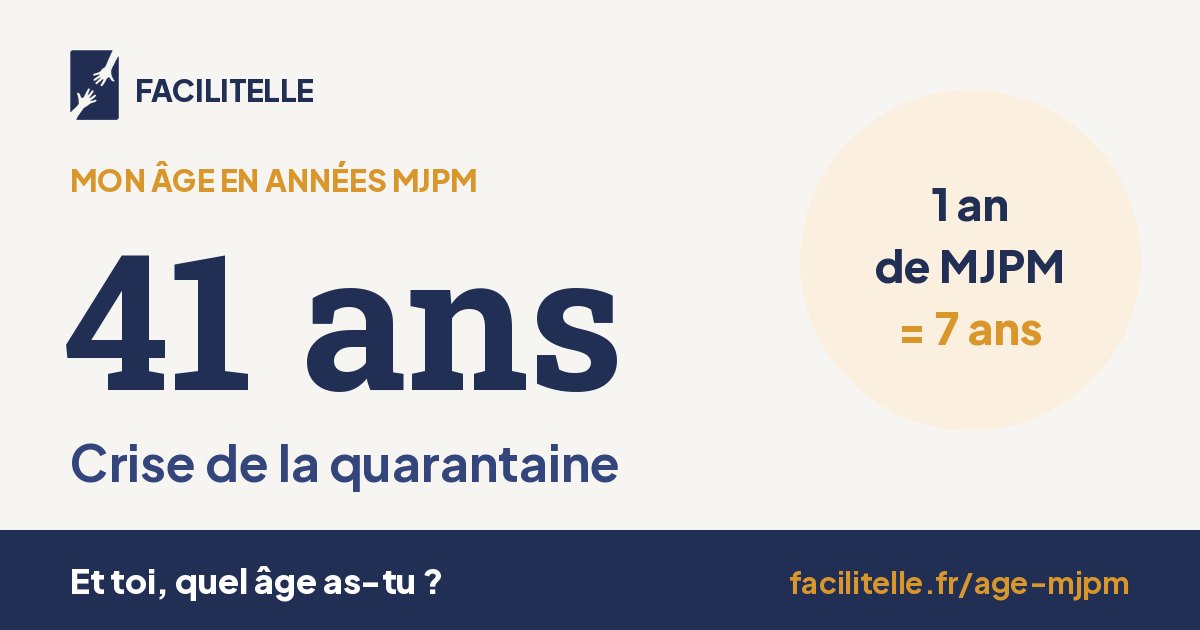 FACILITELLE
MON ÂGE EN ANNÉES MJPM
41 ans
Crise de la quarantaine
1 an
de MJPM
= 7 ans
Et toi, quel âge as-tu ?
facilitelle.fr/age-mjpm